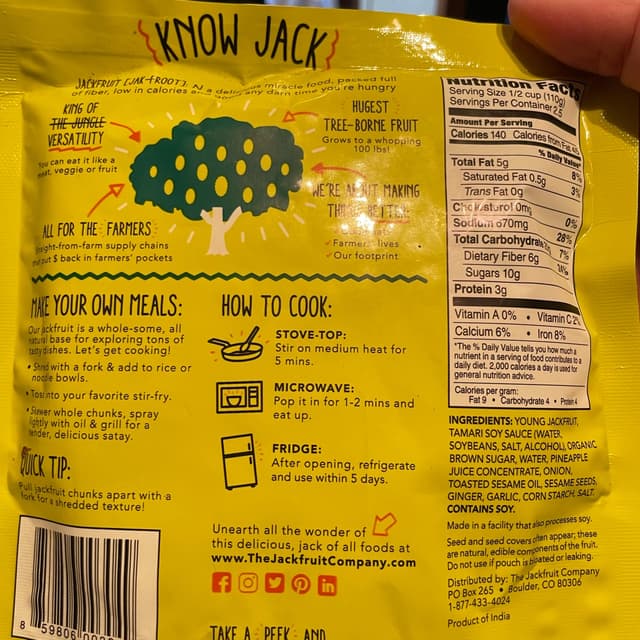 KNOW JACK
JACKFRUIT (JAK-FROOT): N a delicious miracle food, packed full
of fiber, low in calories and any darn time you're hungry
KING OF
THE JUNGLE
VERSATILITY
You can eat it like a
meat, veggie or fruit
HUGEST
TREE-BORNE FRUIT
Grows to a whopping
100 lbs!
ALL FOR THE FARMERS
Straight-from-farm supply chains
that put $ back in farmers' pockets
WE'RE ABOUT MAKING
THINGS BETTER:
Farmers' lives
Our footprint
MAKE YOUR OWN MEALS:
Our jackfruit is a whole-some, all
natural base for exploring tons of
tasty dishes. Let's get cooking!
• Shred with a fork & add to rice or
noodle bowls.
• Toss into your favorite stir-fry.
• Skewer whole chunks, spray
lightly with oil & grill for a
tender, delicious satay.
QUICK TIP:
Pull jackfruit chunks apart with a
fork for a shredded texture!
HOW TO COOK:
STOVE-TOP:
Stir on medium heat for
5 mins.
MICROWAVE:
Pop it in for 1-2 mins and
eat up.
FRIDGE:
After opening, refrigerate
and use within 5 days.
Unearth all the wonder of
this delicious, jack of all foods at
www.TheJackfruitCompany.com
TAKE A PEEK AND
8 59806
Nutrition Facts
Serving Size 1/2 cup (110g)
Servings Per Container 2.5
Amount Per Serving
Calories 140 Calories from Fat 45
% Daily Value*
Total Fat 5g 8%
Saturated Fat 0.5g 3%
Trans Fat 0g
Cholesterol 0mg 0%
Sodium 670mg 28%
Total Carbohydrate 7%
Dietary Fiber 6g
Sugars 10g
Protein 3g
Vitamin A 0% • Vitamin C 2%
Calcium 6% • Iron 8%
*The % Daily Value tells you how much a
nutrient in a serving of food contributes to a
daily diet. 2,000 calories a day is used for
general nutrition advice.
Calories per gram:
Fat 9 • Carbohydrate 4 • Protein 4
INGREDIENTS: YOUNG JACKFRUIT,
TAMARI SOY SAUCE (WATER,
SOYBEANS, SALT, ALCOHOL), ORGANIC
BROWN SUGAR, WATER, PINEAPPLE
JUICE CONCENTRATE, ONION,
TOASTED SESAME OIL, SESAME SEEDS,
GINGER, GARLIC, CORN STARCH, SALT.
CONTAINS SOY.
Made in a facility that also processes soy.
Seed and seed covers often appear; these
are natural, edible components of the fruit.
Do not use if pouch is bloated or leaking.
Distributed by: The Jackfruit Company
PO Box 265 • Boulder, CO 80306
1-877-433-4024
Product of India